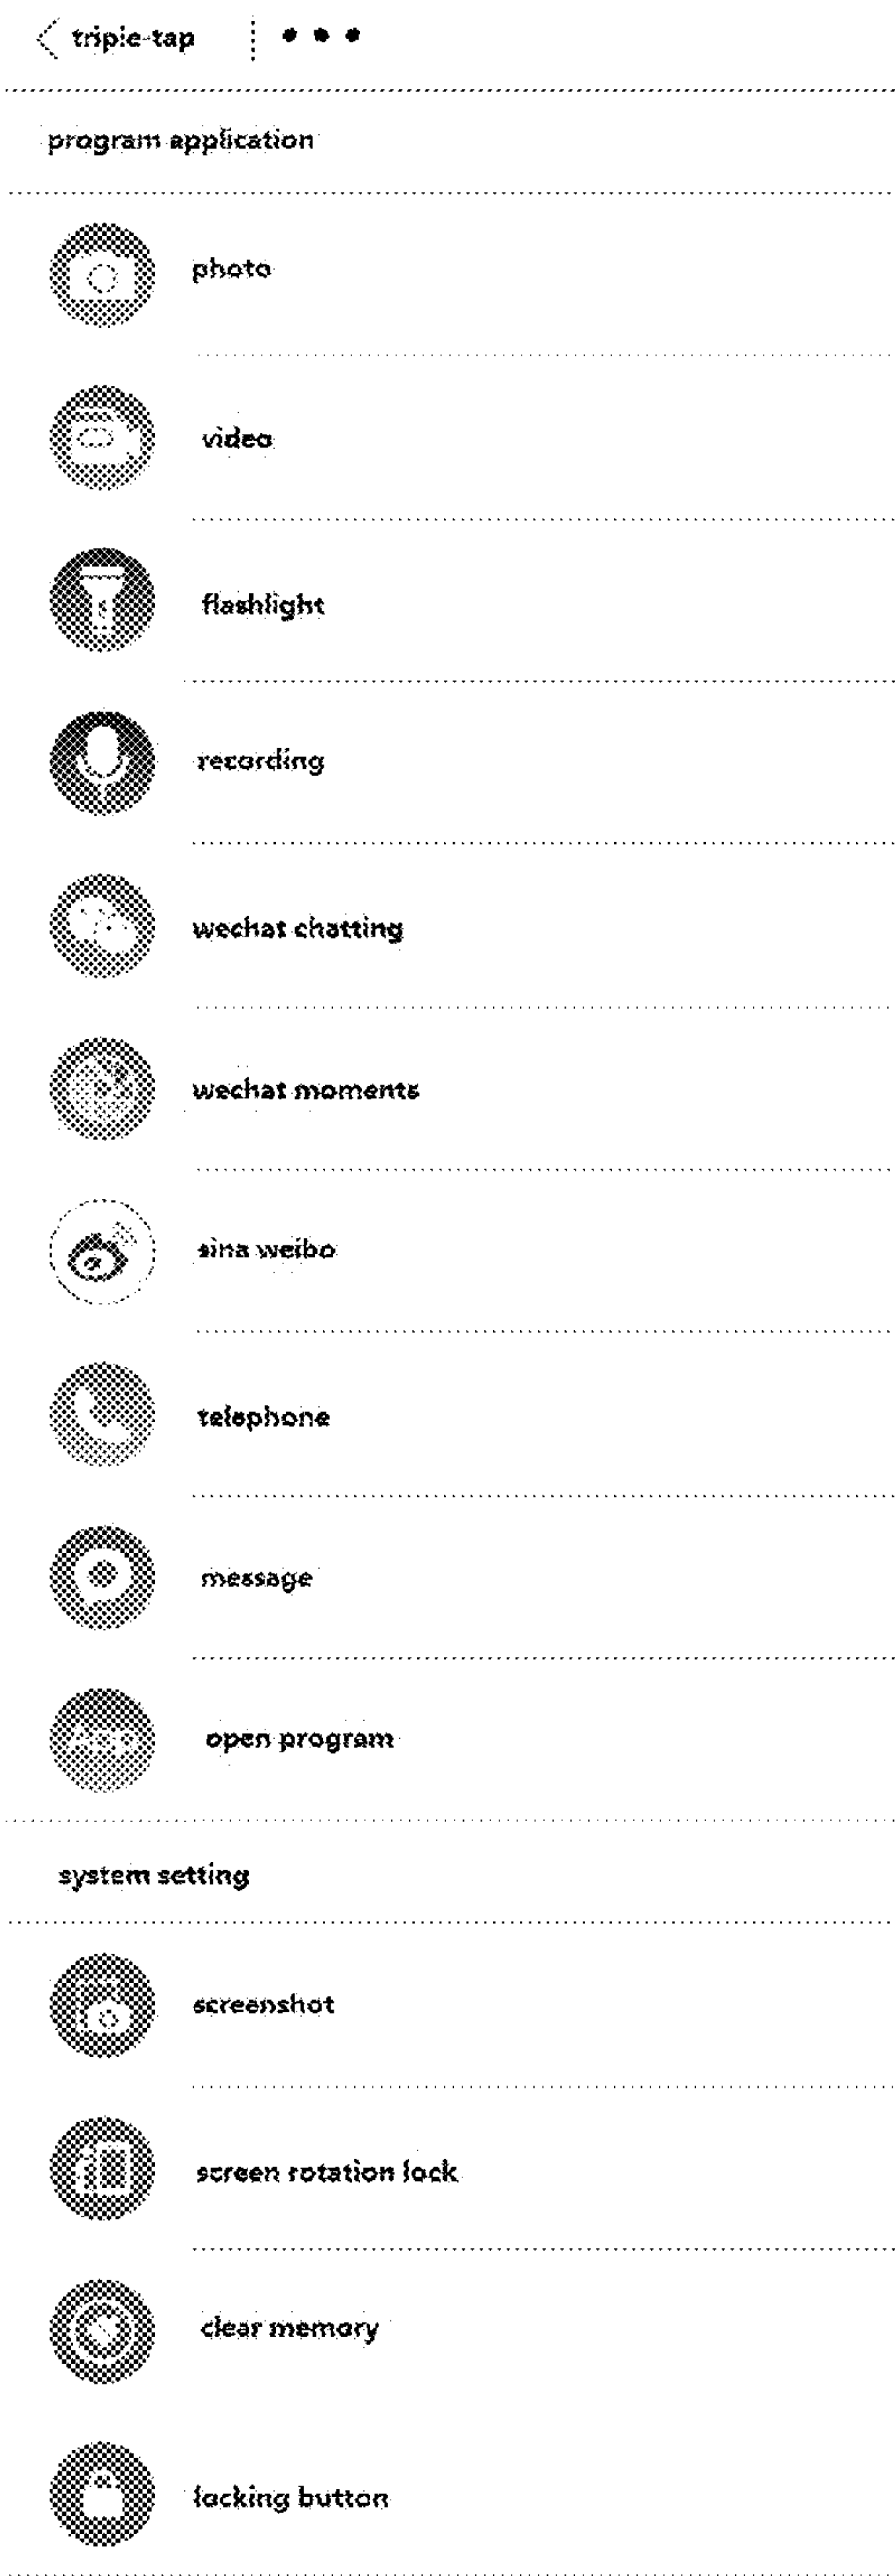 triple-tap
program application
photo
video
flashlight
recording
wechat chatting
wechat moments
sina weibo
telephone
message
App
open program
system setting
screenshot
screen rotation lock
clear memory
locking button